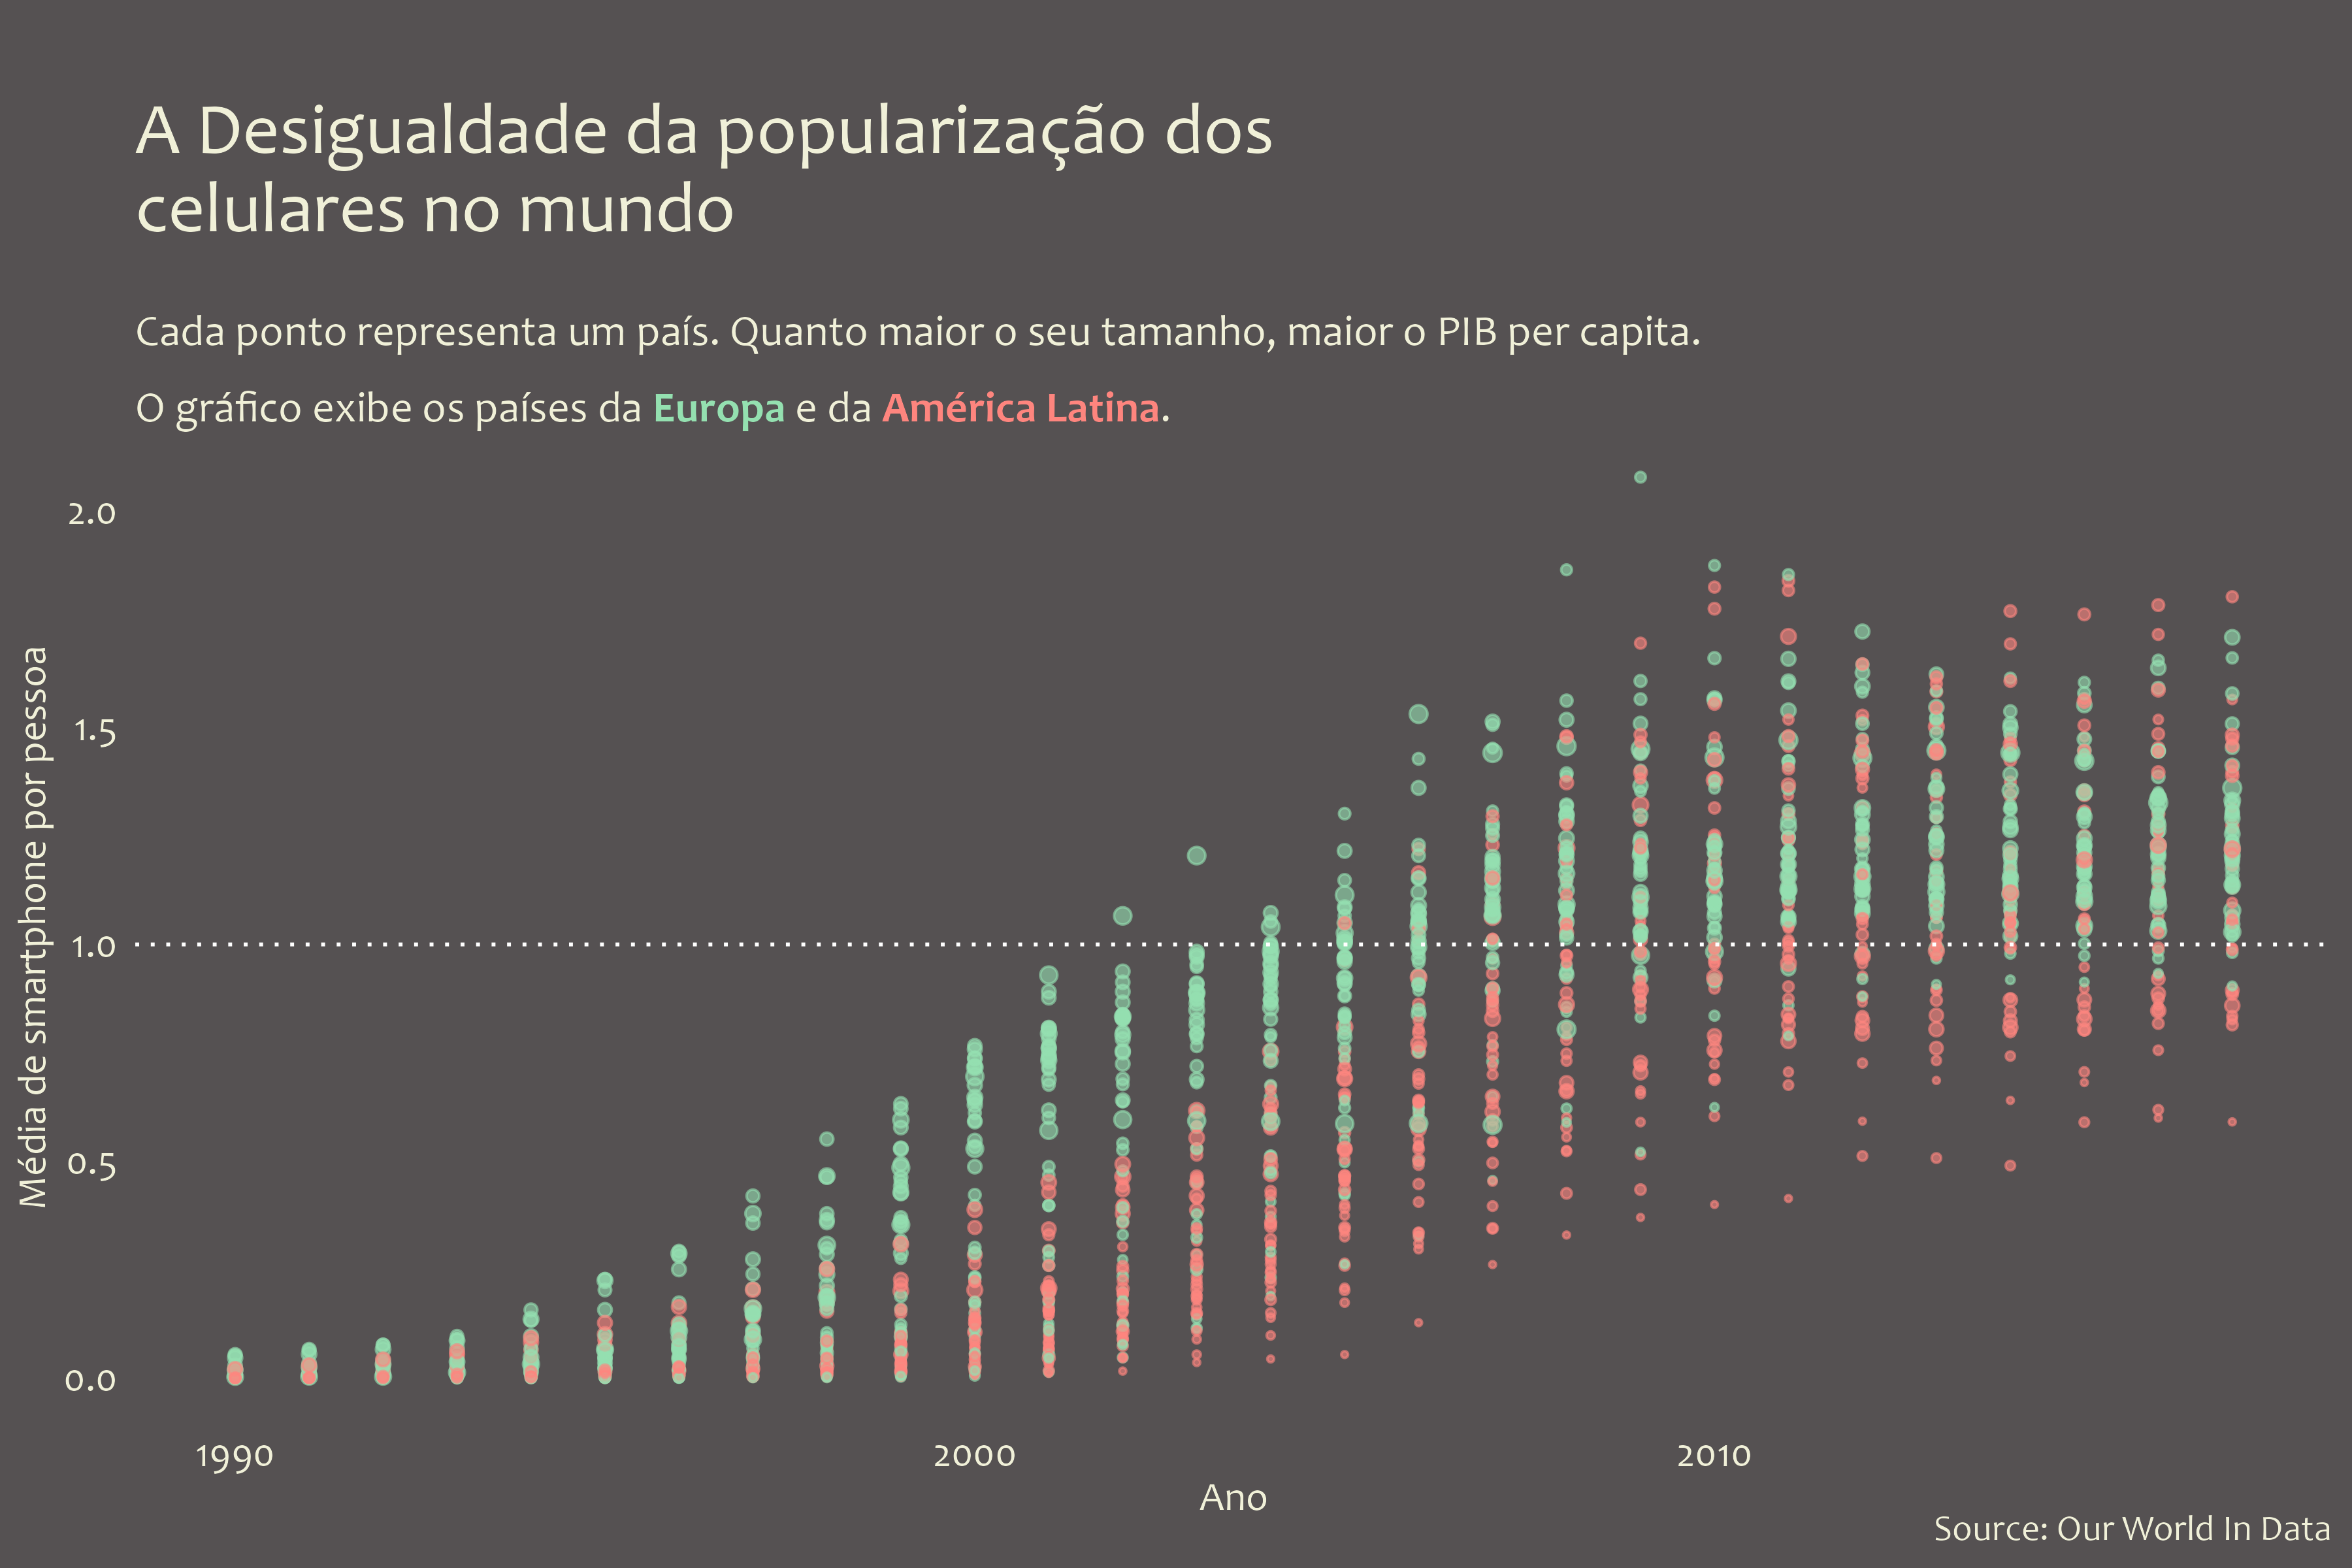 A Desigualdade da popularização dos
celulares no mundo
Cada ponto representa um país. Quanto maior o seu tamanho, maior o PIB per capita.
O gráfico exibe os países da Europa e da América Latina.
Média de smartphone por pessoa
2.0
1.5
1.0
0.5
0.0
1990
2000
2010
Ano
Source: Our World In Data